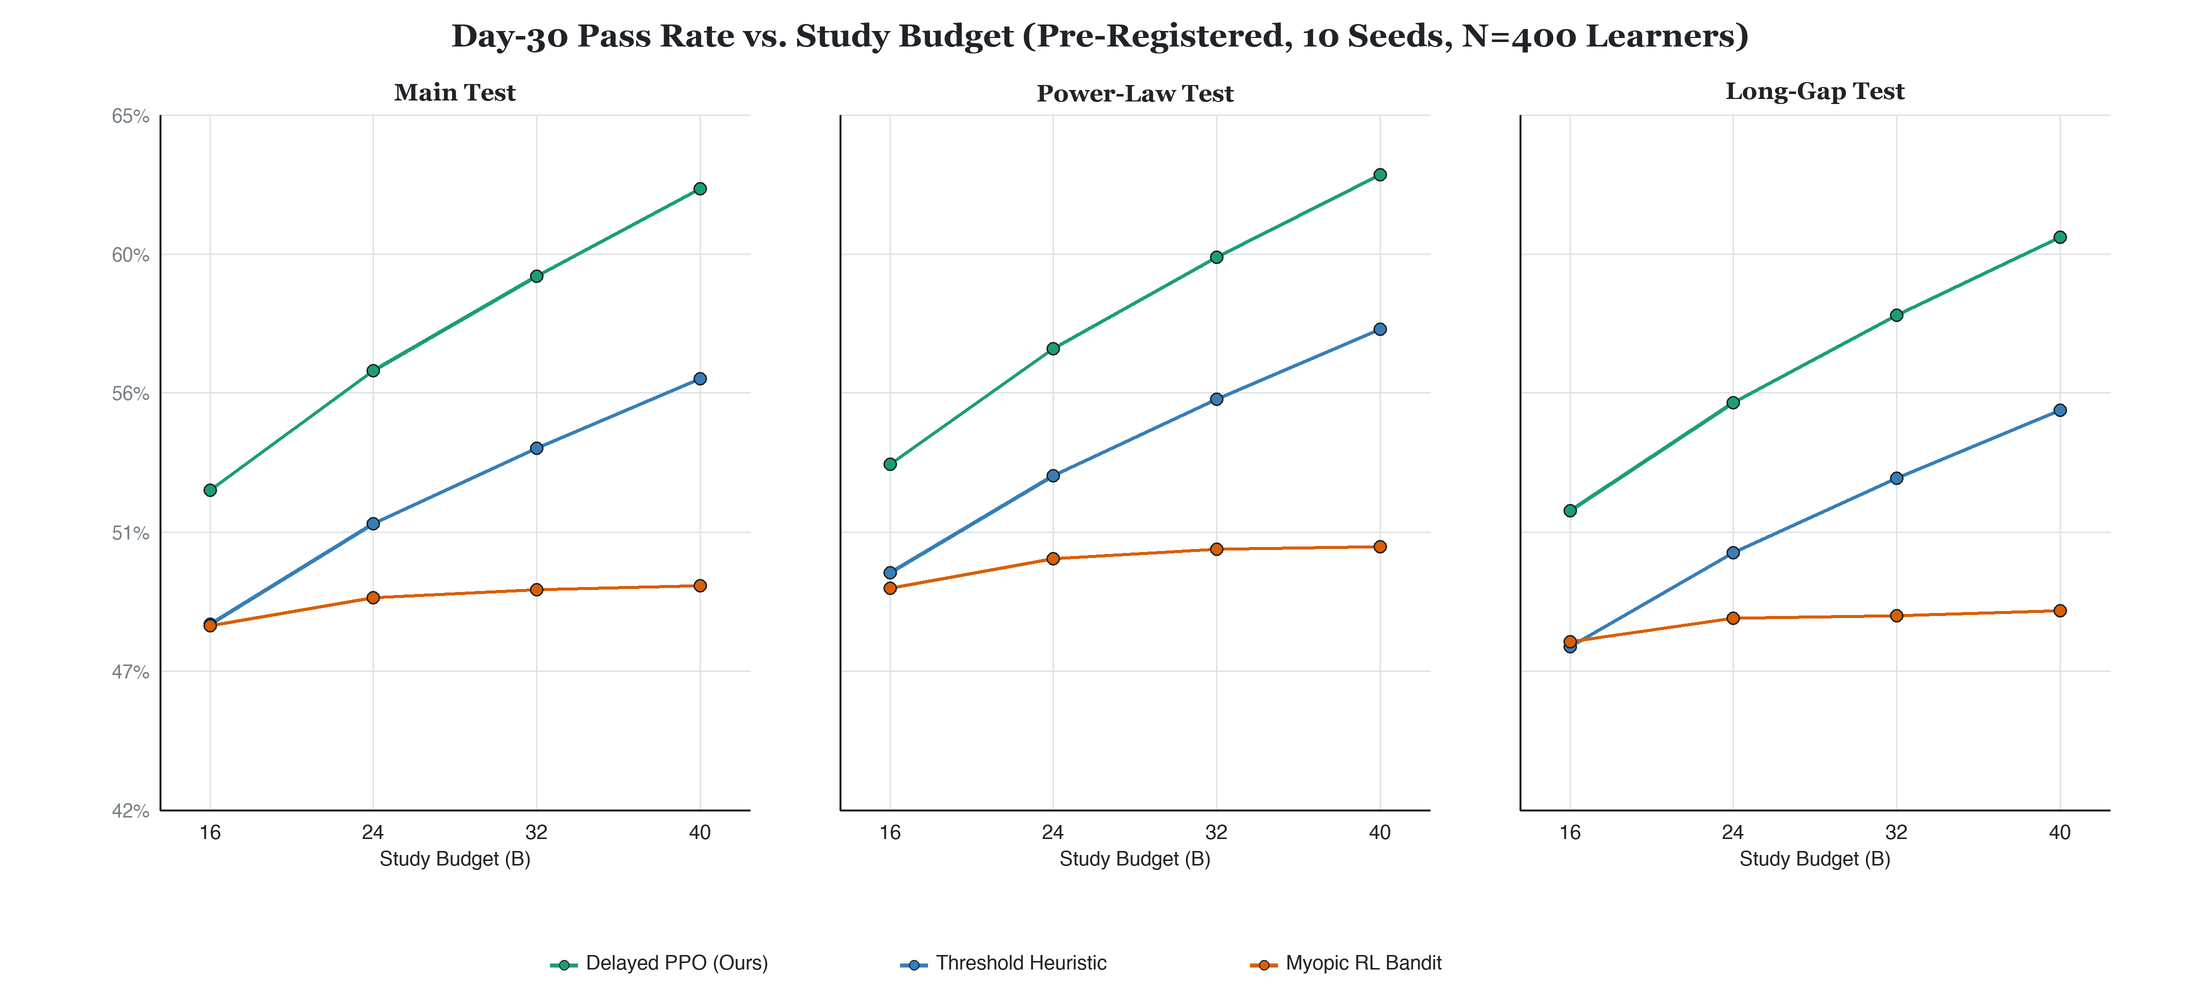 Day-30 Pass Rate vs. Study Budget (Pre-Registered, 10 Seeds, N=400 Learners)
Main Test
Power-Law Test
Long-Gap Test
65%
60%
56%
51%
47%
42%
16 24 32 40
Study Budget (B)
16 24 32 40
Study Budget (B)
16 24 32 40
Study Budget (B)
Delayed PPO (Ours)
Threshold Heuristic
Myopic RL Bandit